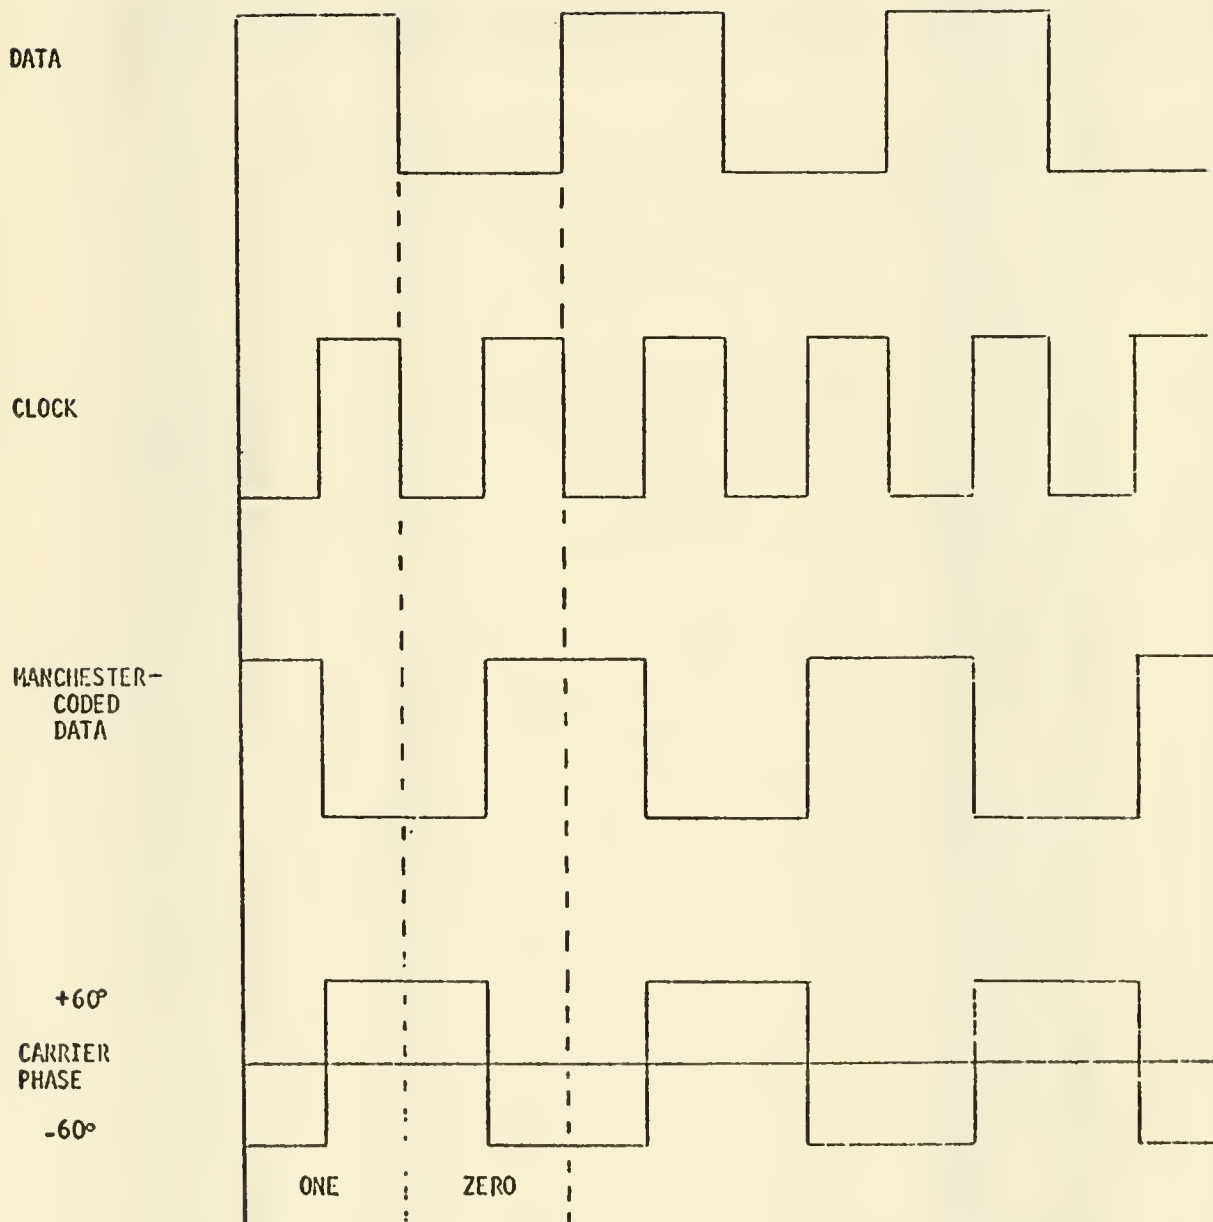 DATA
CLOCK
MANCHESTER-
CODED
DATA
+60°
CARRIER
PHASE
-60°
ONE
ZERO